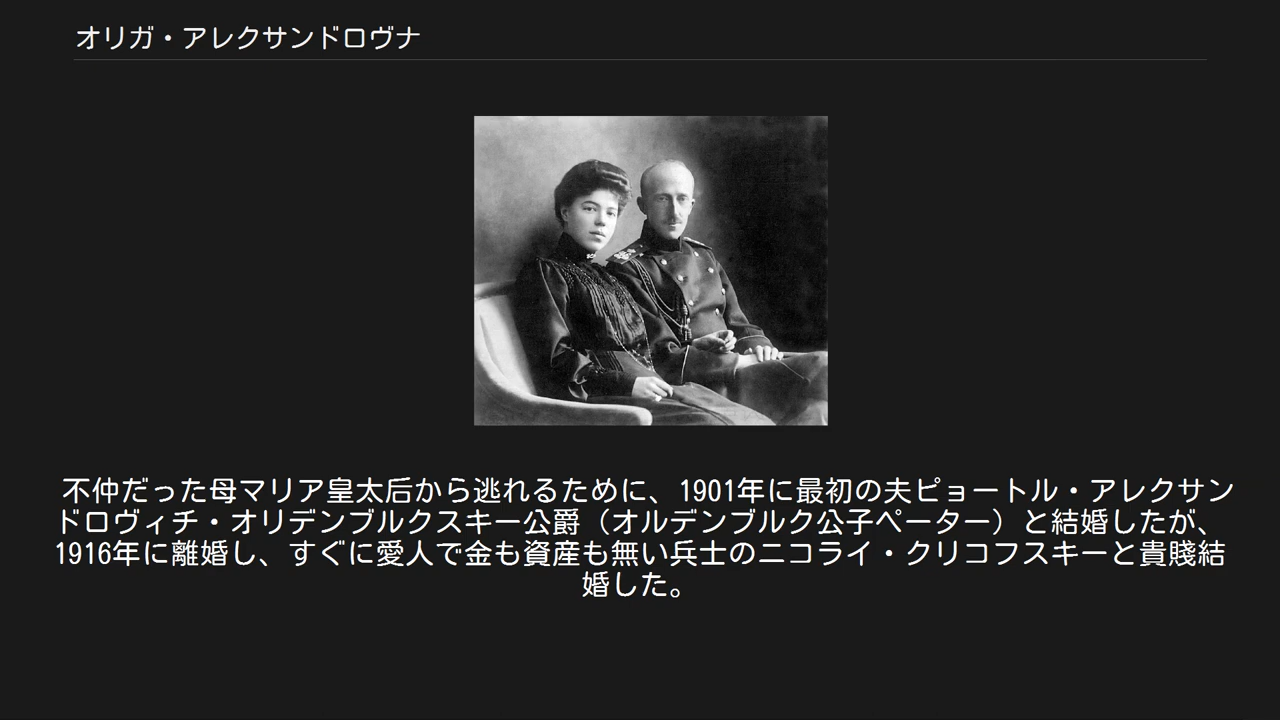 オリガ・アレクサンドロヴナ
不仲だった母マリア皇太后から逃れるために、1901年に最初の夫ピョートル・アレクサン
ドロヴィチ・オリデンブルクスキー公爵（オルデンブルク公子ペーター）と結婚したが、
1916年に離婚し、すぐに愛人で金も資産も無い兵士のニコライ・クリコフスキーと貴賤結
婚した。